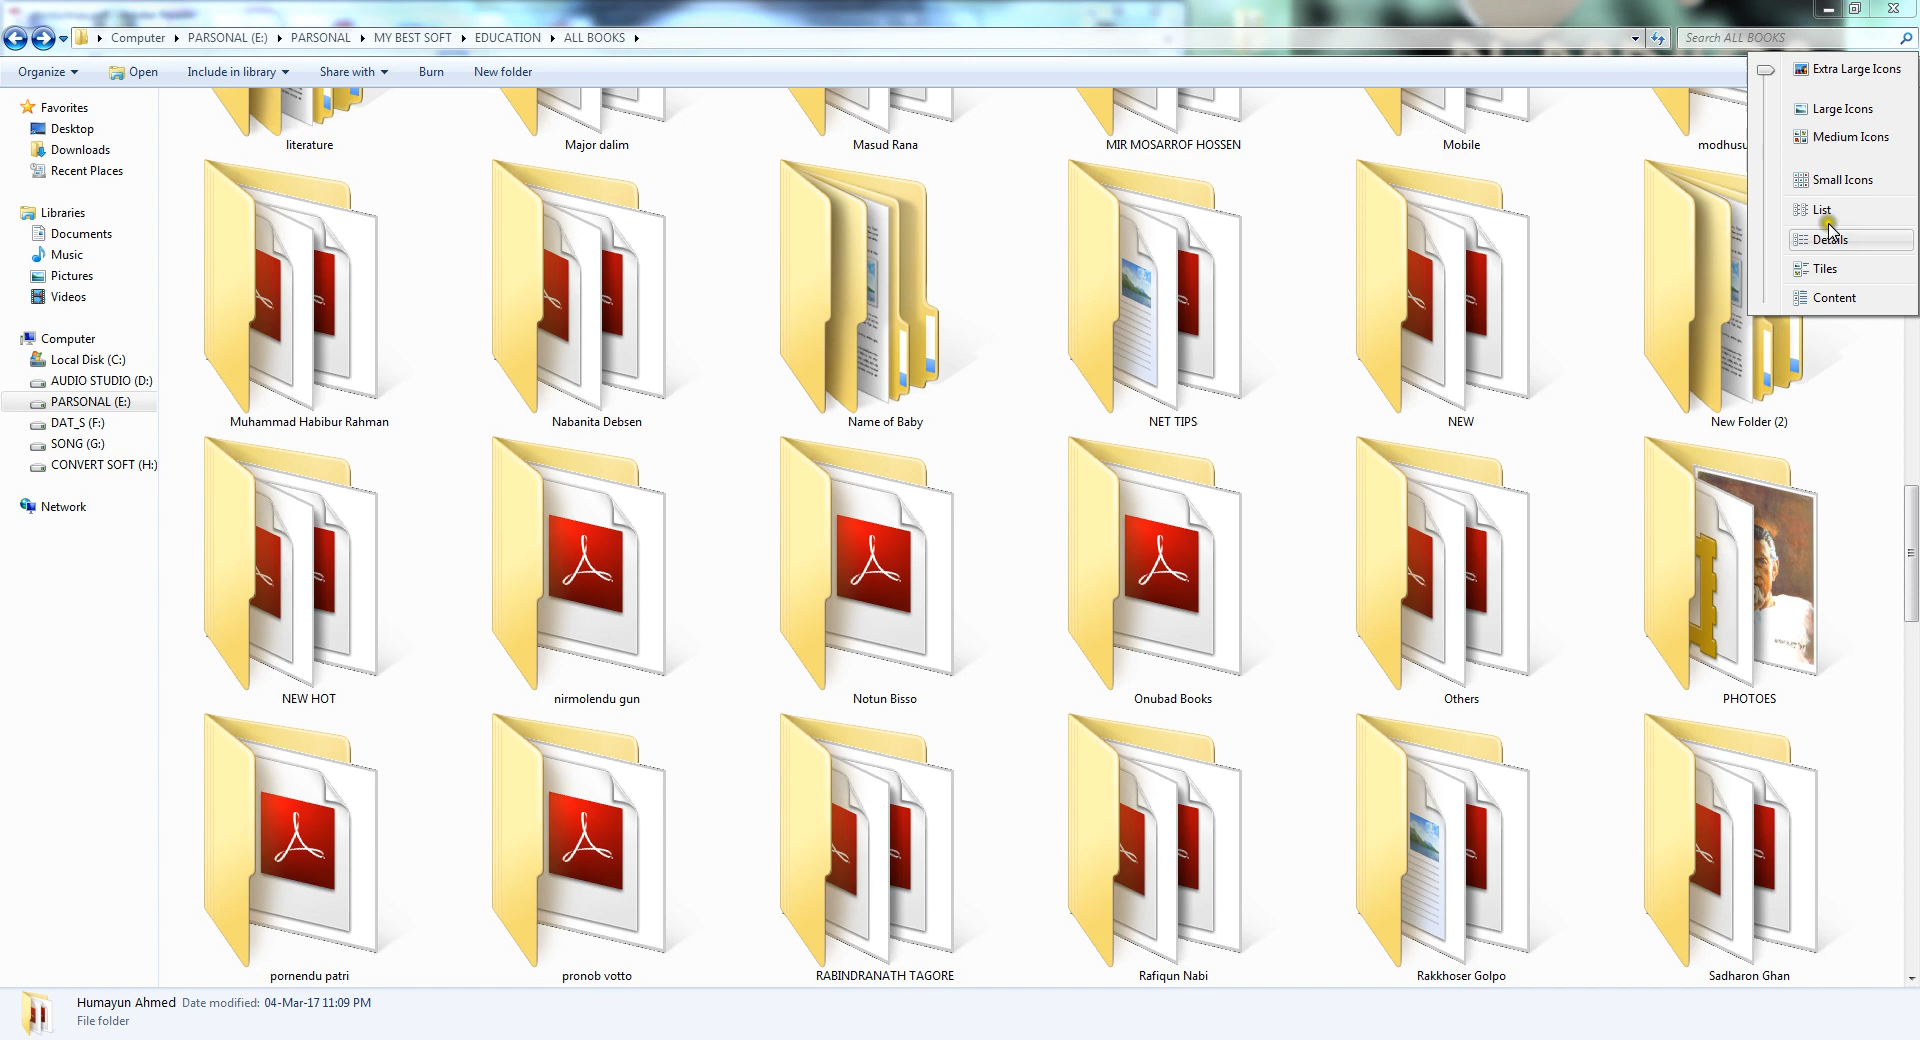 Computer PARSONAL (E:) PARSONAL MY BEST SOFT EDUCATION ALL BOOKS
Search ALL BOOKS
Organize Open Include in library Share with Burn New folder
Extra Large Icons
Large Icons
Medium Icons
Small Icons
List
Details
Tiles
Content
Favorites
Desktop
Downloads
Recent Places
Libraries
Documents
Music
Pictures
Videos
Computer
Local Disk (C:)
AUDIO STUDIO (D:)
PARSONAL (E:)
DAT_S (F:)
SONG (G:)
CONVERT SOFT (H:)
Network
literature Major dalim Masud Rana MIR MOSARROF HOSSEN Mobile
Muhammad Habibur Rahman Nabanita Debsen Name of Baby NET TIPS NEW New Folder (2)
NEW HOT nirmolendu gun Notun Bisso Onubad Books Others PHOTOES
pornendu patri pronob votto RABINDRANATH TAGORE Rafiqun Nabi Rakkhoser Golpo Sadharon Ghan
Humayun Ahmed Date modified: 04-Mar-17 11:09 PM
File folder